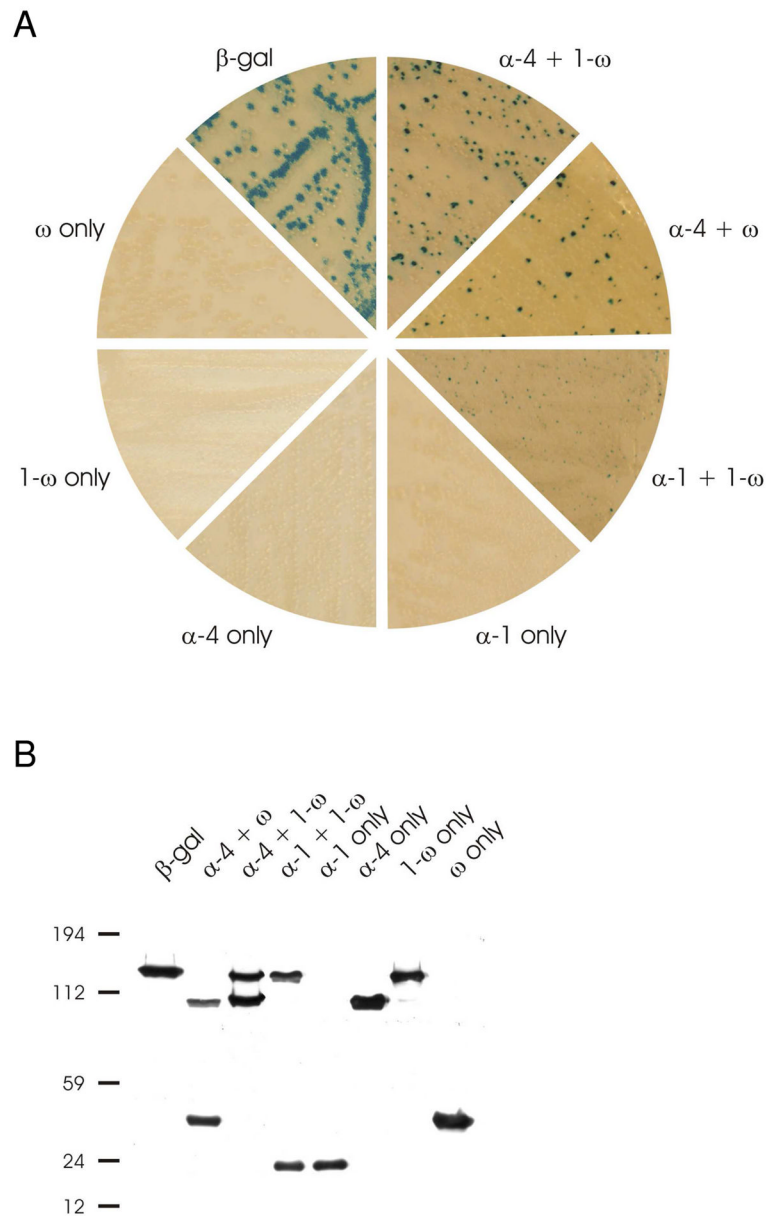 A
β-gal
α-4 + 1-ω
ω only
α-4 + ω
1-ω only
α-1 + 1-ω
α-4 only
α-1 only
B
β-gal
α-4 + ω
α-4 + 1-ω
α-1 + 1-ω
α-1 only
α-4 only
1-ω only
ω only
194
112
59
24
12